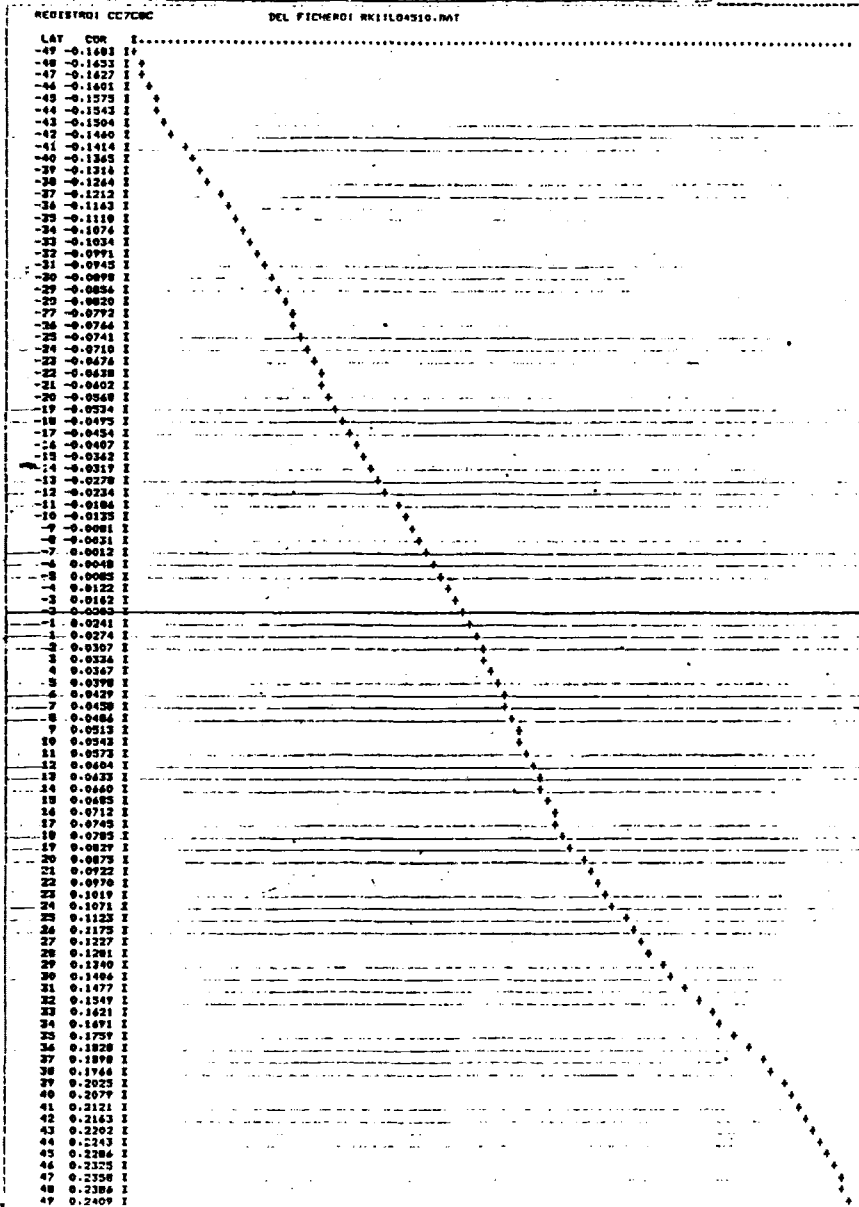 REGISTRO: CC7CBC DEL FICHERO: RK11L04510.DAT
LAT COR I
-49 -0.1683 I
-48 -0.1653 I
-47 -0.1627 I
-46 -0.1601 I
-45 -0.1575 I
-44 -0.1543 I
-43 -0.1504 I
-42 -0.1460 I
-41 -0.1414 I
-40 -0.1365 I
-39 -0.1316 I
-38 -0.1264 I
-37 -0.1212 I
-36 -0.1163 I
-35 -0.1118 I
-34 -0.1076 I
-33 -0.1034 I
-32 -0.0991 I
-31 -0.0945 I
-30 -0.0898 I
-29 -0.0856 I
-28 -0.0820 I
-27 -0.0792 I
-26 -0.0766 I
-25 -0.0741 I
-24 -0.0710 I
-23 -0.0676 I
-22 -0.0638 I
-21 -0.0602 I
-20 -0.0568 I
-19 -0.0534 I
-18 -0.0495 I
-17 -0.0454 I
-16 -0.0407 I
-15 -0.0362 I
-14 -0.0319 I
-13 -0.0278 I
-12 -0.0234 I
-11 -0.0186 I
-10 -0.0135 I
-9 -0.0081 I
-8 -0.0031 I
-7 0.0012 I
-6 0.0048 I
-5 0.0085 I
-4 0.0122 I
-3 0.0162 I
-2 I
-1 0.0241 I
1 0.0274 I
2 0.0307 I
3 0.0336 I
4 0.0367 I
5 0.0398 I
6 0.0429 I
7 0.0458 I
8 0.0486 I
9 0.0513 I
10 0.0543 I
11 0.0573 I
12 0.0604 I
13 0.0633 I
14 0.0660 I
15 0.0685 I
16 0.0712 I
17 0.0745 I
18 0.0785 I
19 0.0829 I
20 0.0875 I
21 0.0922 I
22 0.0970 I
23 0.1019 I
24 0.1071 I
25 0.1123 I
26 0.1175 I
27 0.1227 I
28 0.1281 I
29 0.1340 I
30 0.1406 I
31 0.1477 I
32 0.1549 I
33 0.1621 I
34 0.1691 I
35 0.1759 I
36 0.1828 I
37 0.1898 I
38 0.1966 I
39 0.2025 I
40 0.2079 I
41 0.2121 I
42 0.2163 I
43 0.2202 I
44 0.2243 I
45 0.2286 I
46 0.2325 I
47 0.2358 I
48 0.2386 I
49 0.2409 I